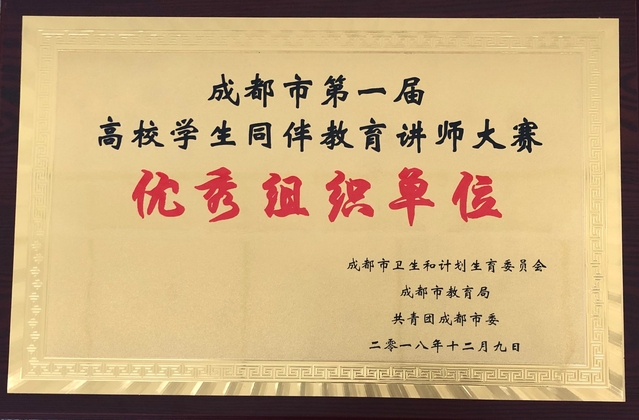 成都市第一届
高校学生同伴教育讲师大赛
优秀组织单位
成都市卫生和计划生育委员会
成都市教育局
共青团成都市委
二零一八年十二月九日